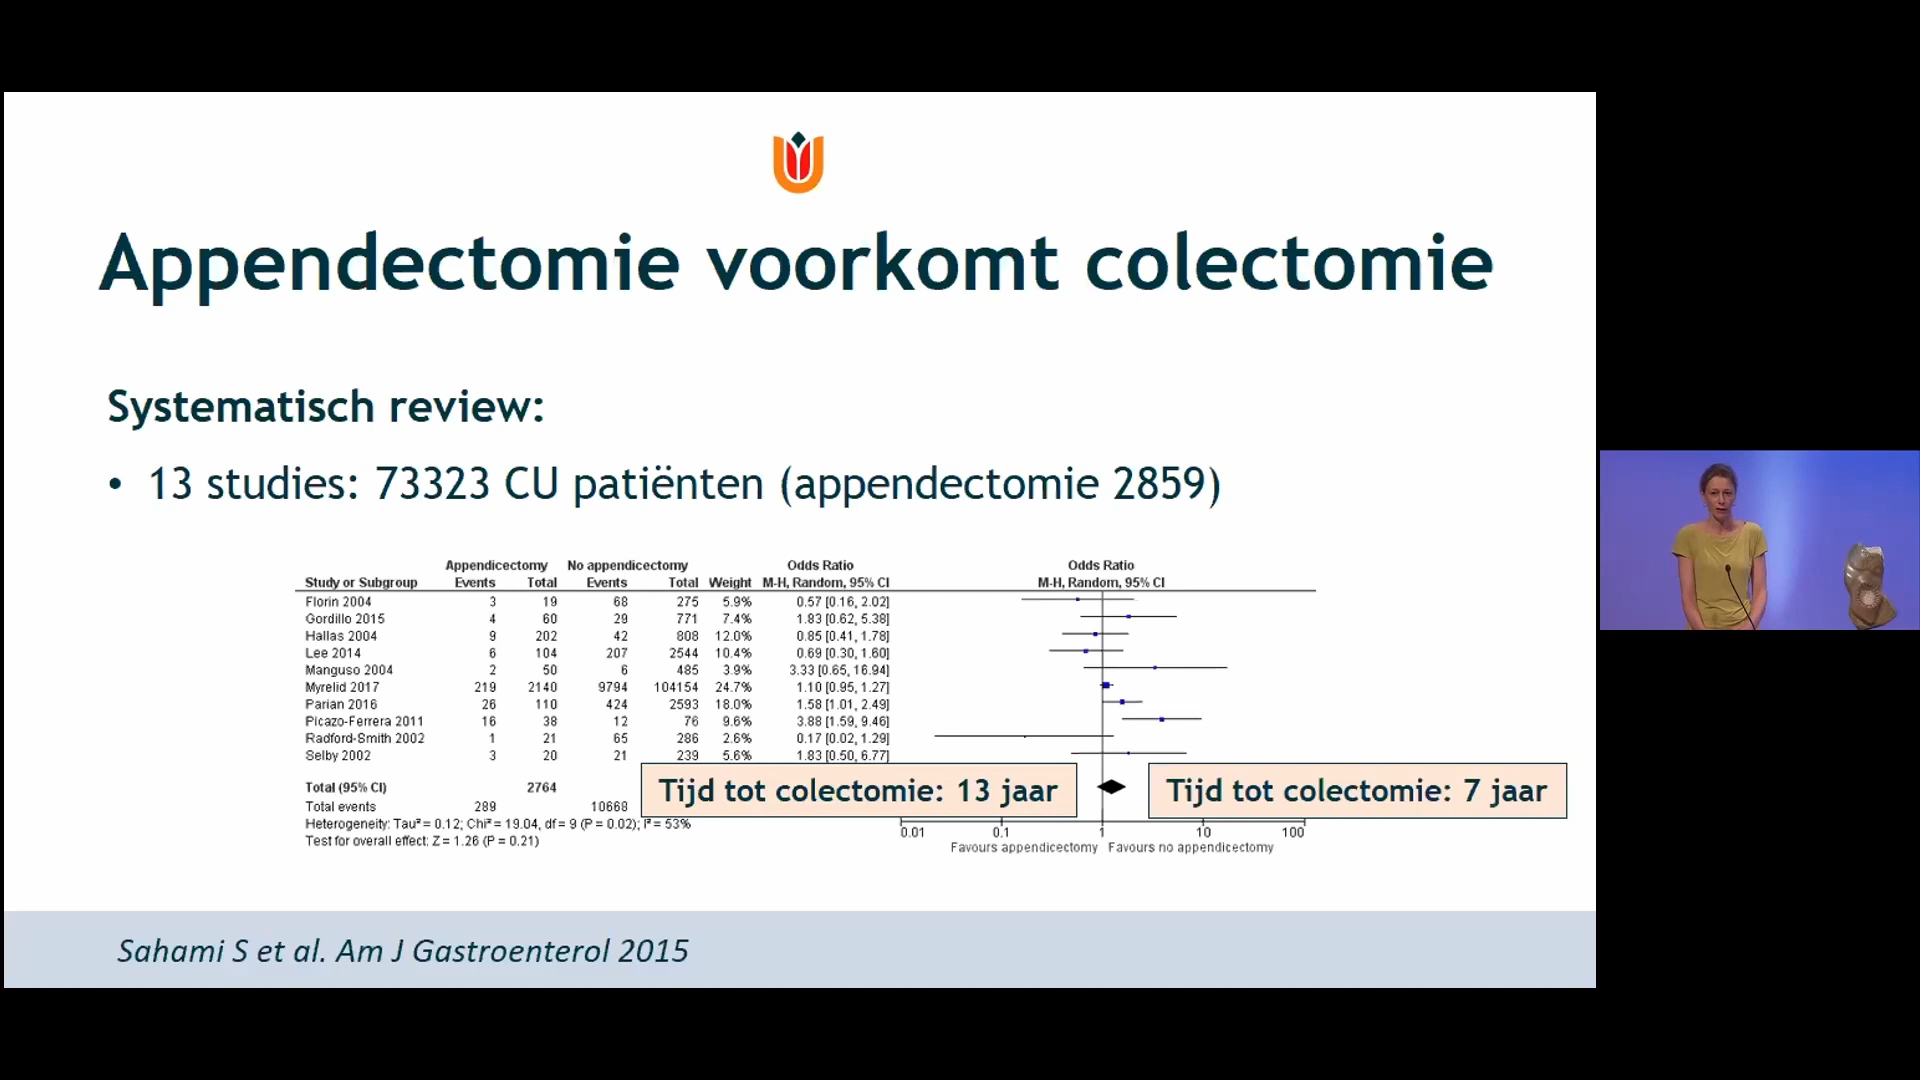 Appendectomie voorkomt colectomie
Systematisch review:
• 13 studies: 73323 CU patiënten (appendectomie 2859)
Appendicectomy No appendicectomy Odds Ratio Odds Ratio
Study or Subgroup Events Total Events Total Weight M-H, Random, 95% CI M-H, Random, 95% CI
Florin 2004 3 19 68 275 5.9% 0.57 [0.16, 2.02]
Gordillo 2015 4 60 29 771 7.4% 1.83 [0.62, 5.38]
Hallas 2004 9 202 42 808 12.0% 0.85 [0.41, 1.78]
Lee 2014 6 104 207 2544 10.4% 0.69 [0.30, 1.60]
Manguso 2004 2 50 6 485 3.9% 3.33 [0.65, 16.94]
Myrelid 2017 219 2140 9794 104154 24.7% 1.10 [0.95, 1.27]
Parian 2016 26 110 424 2593 18.0% 1.58 [1.01, 2.49]
Picazo-Ferrera 2011 16 38 12 76 9.6% 3.88 [1.59, 9.46]
Radford-Smith 2002 1 21 65 286 2.6% 0.17 [0.02, 1.29]
Selby 2002 3 20 21 239 5.6% 1.83 [0.50, 6.77]
Total (95% CI) 2764
Tijd tot colectomie: 13 jaar Tijd tot colectomie: 7 jaar
Total events 289 10668
Heterogeneity: Tau² = 0.12; Chi² = 19.04, df = 9 (P = 0.02); I² = 53%
Test for overall effect: Z = 1.26 (P = 0.21)
0.01 0.1 1 10 100
Favours appendicectomy Favours no appendicectomy
Sahami S et al. Am J Gastroenterol 2015